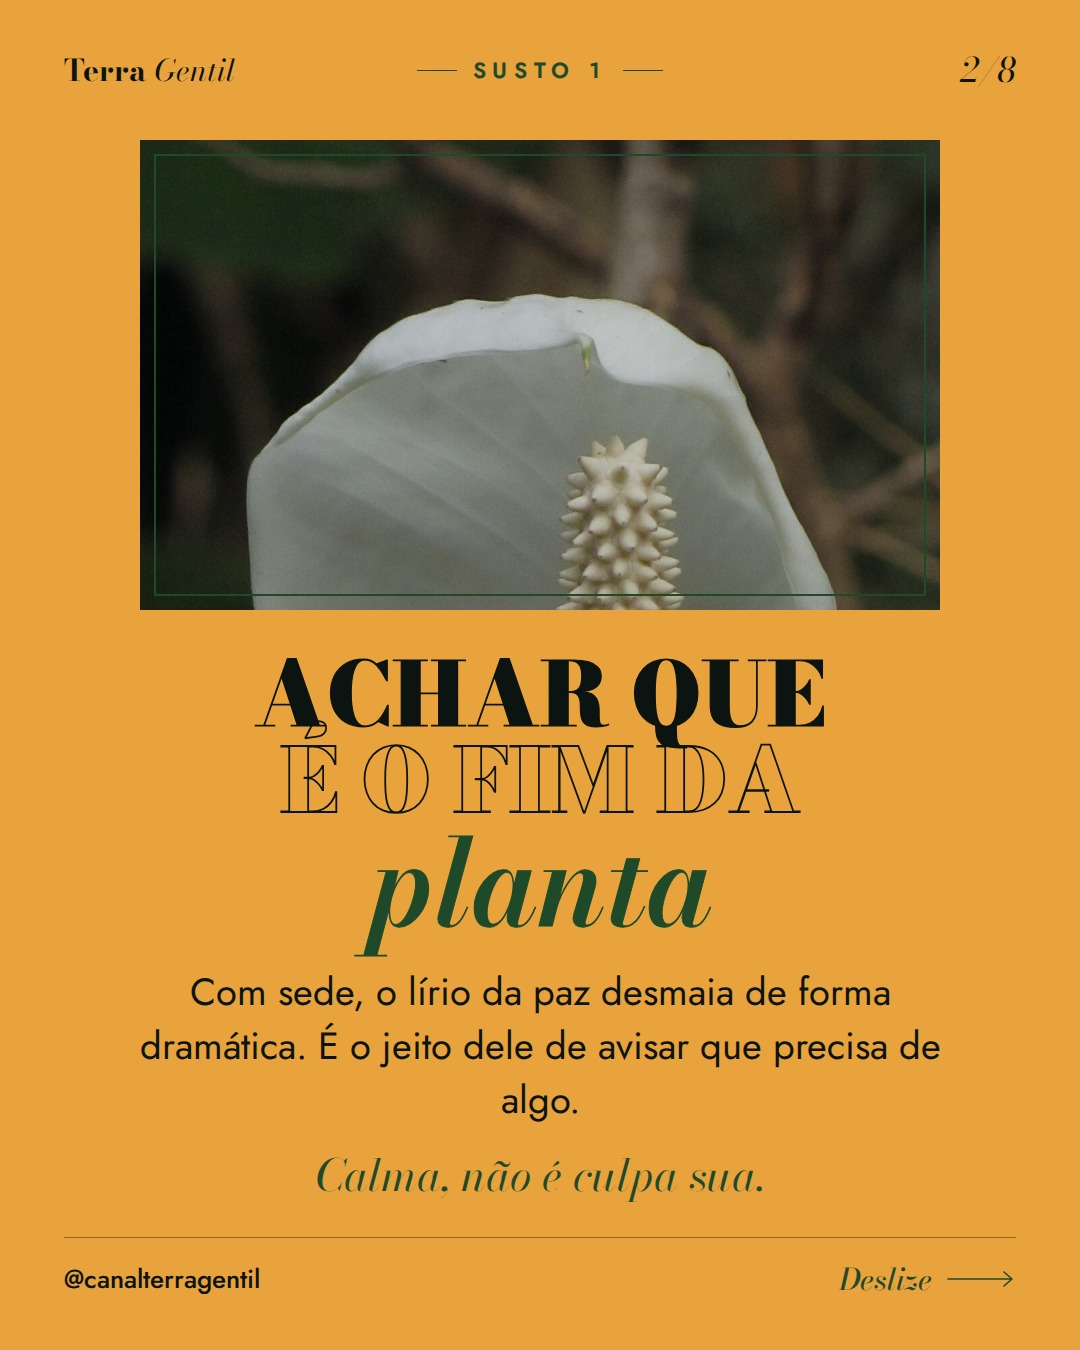 Terra Gentil
SUSTO 1
2/8
ACHAR QUE
É O FIM DA
planta
Com sede, o lírio da paz desmaia de forma
dramática. É o jeito dele de avisar que precisa de
algo.
Calma, não é culpa sua.
@canalterragentil
Deslize